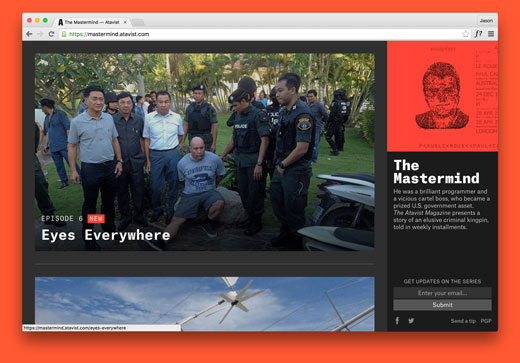 The Mastermind — Atavist
Jason
https://mastermind.atavist.com
f?
POLICE
EPISODE 6 NEW
Eyes Everywhere
The
Mastermind
He was a brilliant programmer and
a vicious cartel boss, who became a
prized U.S. government asset.
The Atavist Magazine presents a
story of an elusive criminal kingpin,
told in weekly installments.
GET UPDATES ON THE SERIES
Enter your email...
Submit
Send a tip
PGP
https://mastermind.atavist.com/eyes-everywhere